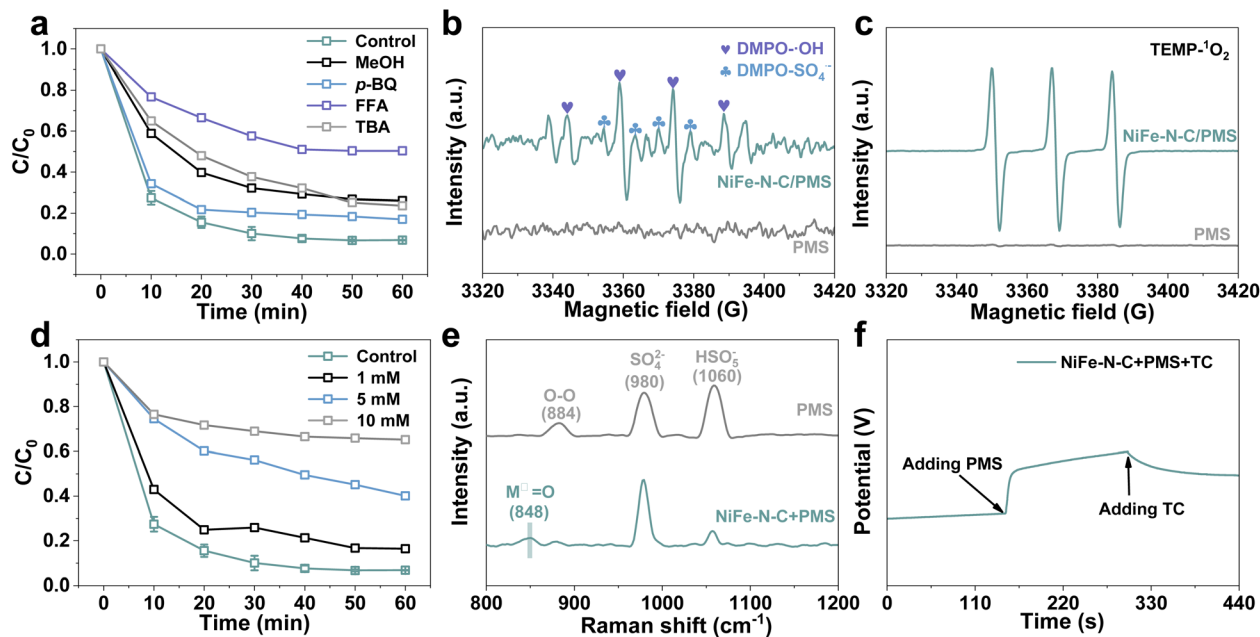 a
C/C₀
1.0
0.8
0.6
0.4
0.2
0.0
Control
MeOH
p-BQ
FFA
TBA
0 10 20 30 40 50 60
Time (min)
b
Intensity (a.u.)
♥ DMPO-·OH
♣ DMPO-SO₄·⁻
NiFe-N-C/PMS
PMS
3320 3340 3360 3380 3400 3420
Magnetic field (G)
c
Intensity (a.u.)
TEMP-¹O₂
NiFe-N-C/PMS
PMS
3320 3340 3360 3380 3400 3420
Magnetic field (G)
d
C/C₀
1.0
0.8
0.6
0.4
0.2
0.0
Control
1 mM
5 mM
10 mM
0 10 20 30 40 50 60
Time (min)
e
Intensity (a.u.)
O-O
(884)
SO₄²⁻
(980)
HSO₅⁻
(1060)
PMS
M□=O
(848)
NiFe-N-C+PMS
800 900 1000 1100 1200
Raman shift (cm⁻¹)
f
Potential (V)
NiFe-N-C+PMS+TC
Adding PMS
Adding TC
0 110 220 330 440
Time (s)